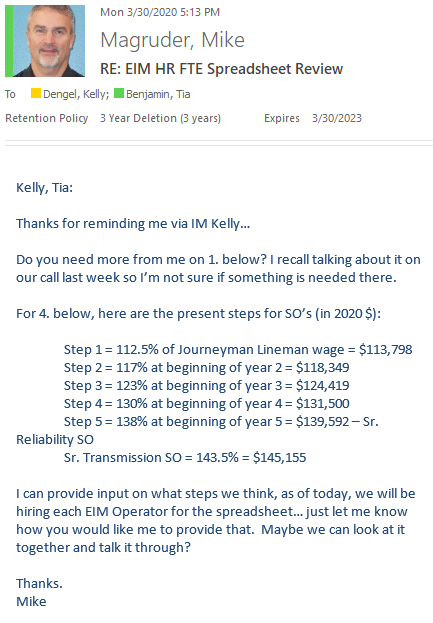 Mon 3/30/2020 5:13 PM
Magruder, Mike
RE: EIM HR FTE Spreadsheet Review
To Dengel, Kelly; Benjamin, Tia
Retention Policy 3 Year Deletion (3 years) Expires 3/30/2023
Kelly, Tia:
Thanks for reminding me via IM Kelly…
Do you need more from me on 1. below? I recall talking about it on
our call last week so I'm not sure if something is needed there.
For 4. below, here are the present steps for SO's (in 2020 $):
Step 1 = 112.5% of Journeyman Lineman wage = $113,798
Step 2 = 117% at beginning of year 2 = $118,349
Step 3 = 123% at beginning of year 3 = $124,419
Step 4 = 130% at beginning of year 4 = $131,500
Step 5 = 138% at beginning of year 5 = $139,592 – Sr.
Reliability SO
Sr. Transmission SO = 143.5% = $145,155
I can provide input on what steps we think, as of today, we will be
hiring each EIM Operator for the spreadsheet… just let me know
how you would like me to provide that.  Maybe we can look at it
together and talk it through?
Thanks.
Mike